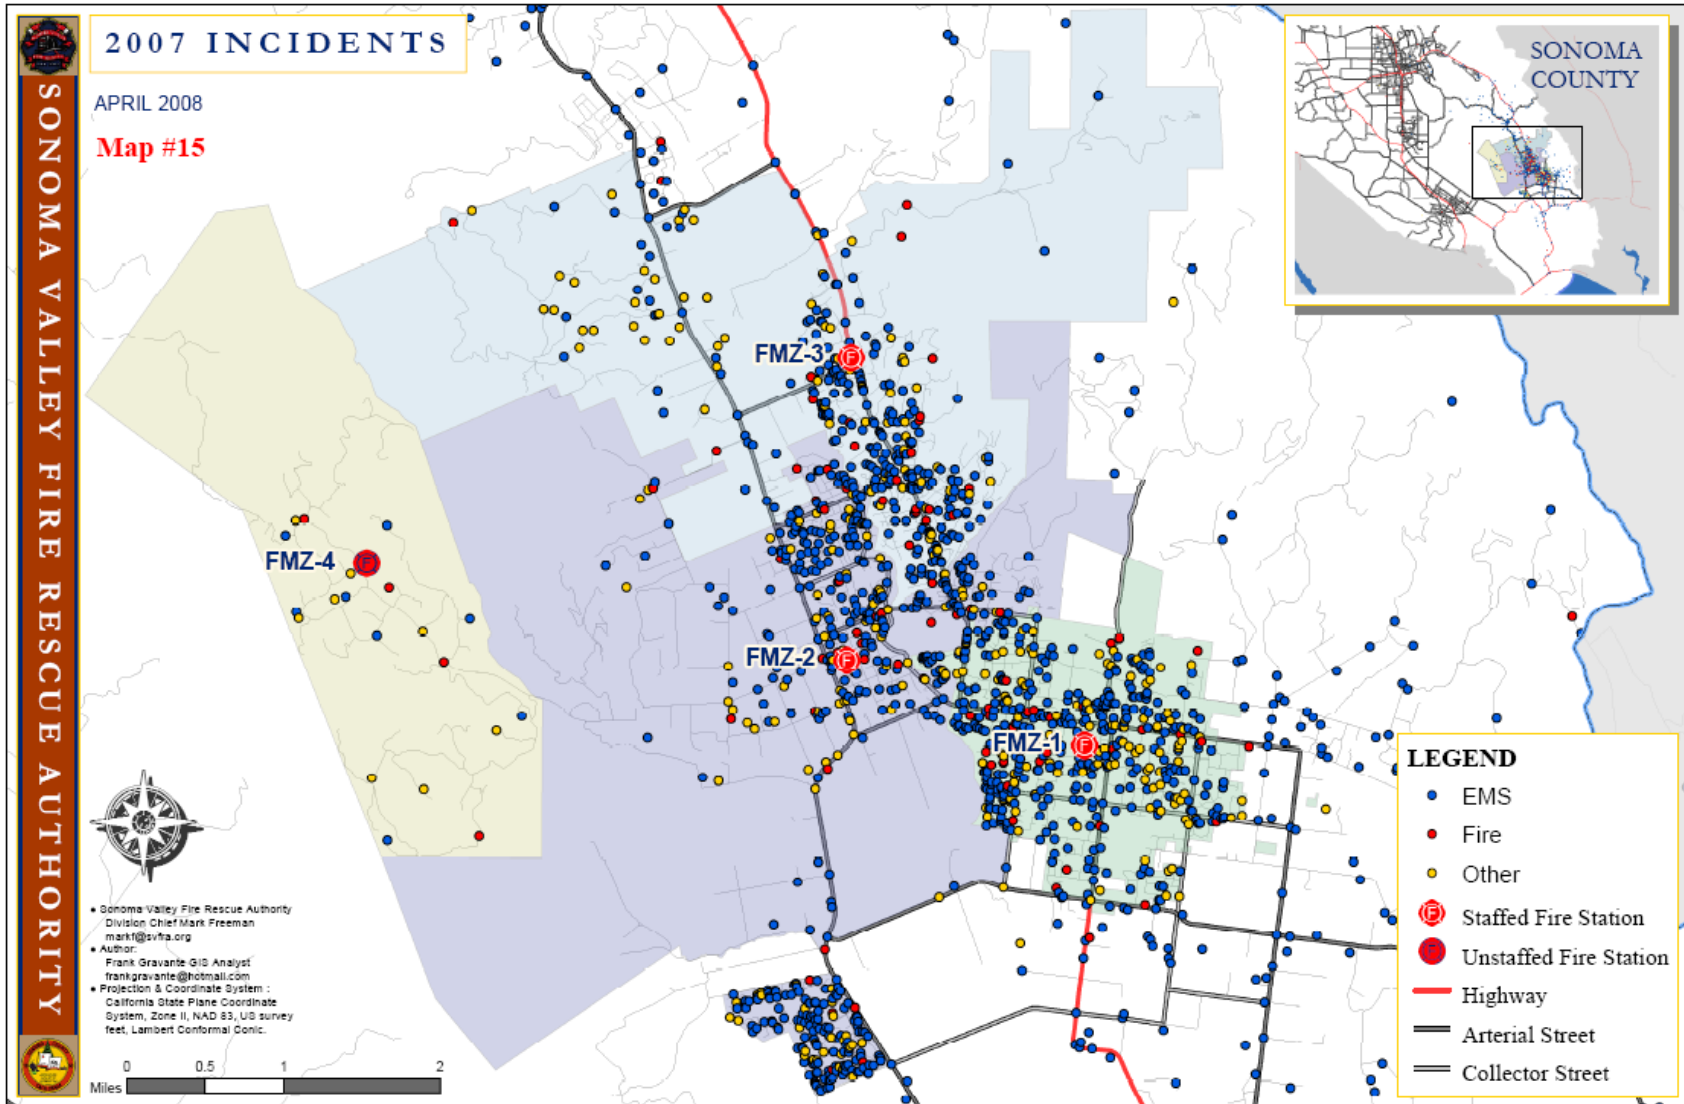 2007 INCIDENTS
APRIL 2008
Map #15
SONOMA VALLEY FIRE RESCUE AUTHORITY
SONOMA
COUNTY
FMZ-3
FMZ-4
FMZ-2
FMZ-1
LEGEND
EMS
Fire
Other
F Staffed Fire Station
Unstaffed Fire Station
Highway
Arterial Street
Collector Street
• Sonoma Valley Fire Rescue Authority
Division Chief Mark Freeman
markf@svfra.org
• Author:
Frank Gravante GIS Analyst
frankgravante@hotmail.com
• Projection & Coordinate System :
California State Plane Coordinate
System, Zone II, NAD 83, US survey
feet, Lambert Conformal Conic.
0 0.5 1 2
Miles